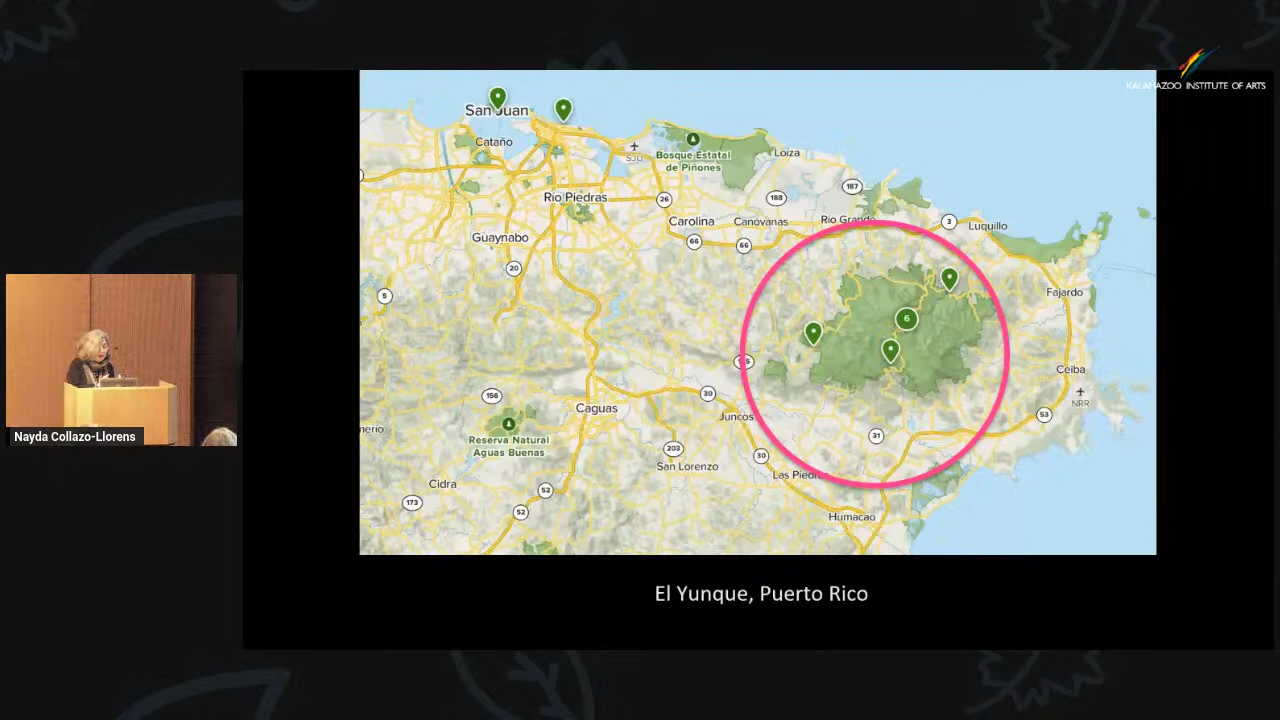 KALAMAZOO INSTITUTE OF ARTS
San Juan
Cataño
SJU
Bosque Estatal
de Piñones
Loiza
Rio Piedras
26
188
187
Carolina
Canóvanas
Rio Grande
3
Luquillo
Guaynabo
66
66
20
5
Fajardo
6
Ceiba
NRR
156
30
Caguas
Juncos
53
Reserva Natural
Aguas Buenas
31
203
30
San Lorenzo
Las Piedras
Cidra
52
173
52
Humacao
Nayda Collazo-Llorens
El Yunque, Puerto Rico